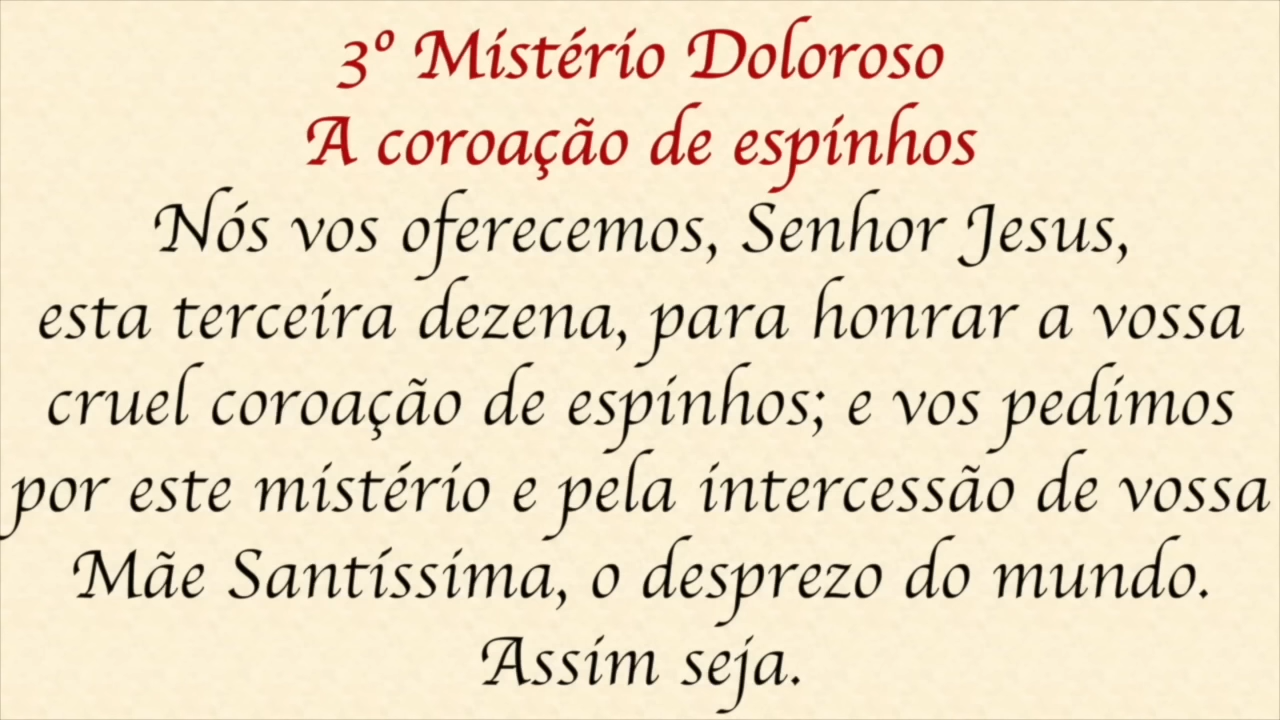 3º Mistério Doloroso
A coroação de espinhos
Nós vos oferecemos, Senhor Jesus,
esta terceira dezena, para honrar a vossa
cruel coroação de espinhos; e vos pedimos
por este mistério e pela intercessão de vossa
Mãe Santíssima, o desprezo do mundo.
Assim seja.